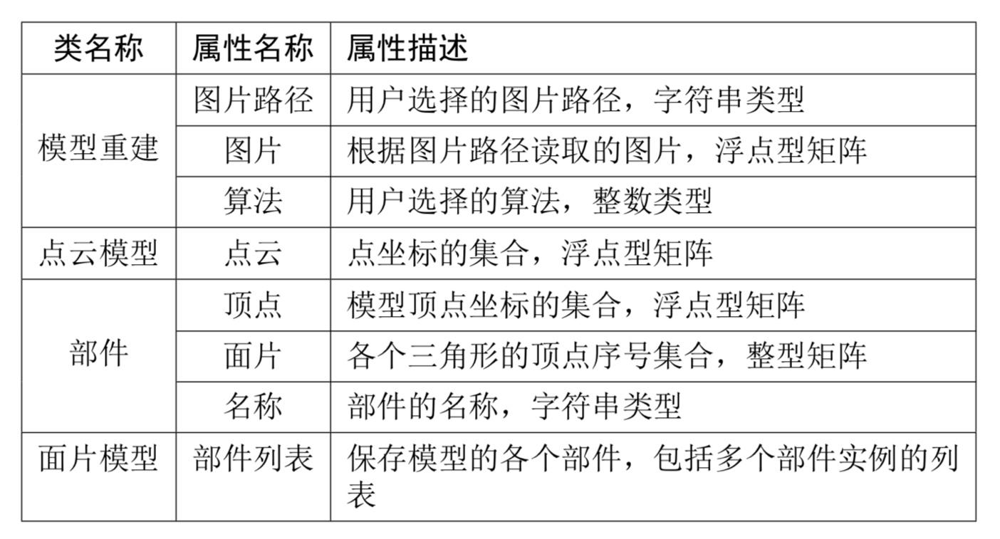 类名称 属性名称 属性描述
图片路径 用户选择的图片路径，字符串类型
模型重建 图片 根据图片路径读取的图片，浮点型矩阵
算法 用户选择的算法，整数类型
点云模型 点云 点坐标的集合，浮点型矩阵
顶点 模型顶点坐标的集合，浮点型矩阵
部件 面片 各个三角形的顶点序号集合，整型矩阵
名称 部件的名称，字符串类型
面片模型 部件列表 保存模型的各个部件，包括多个部件实例的列
表